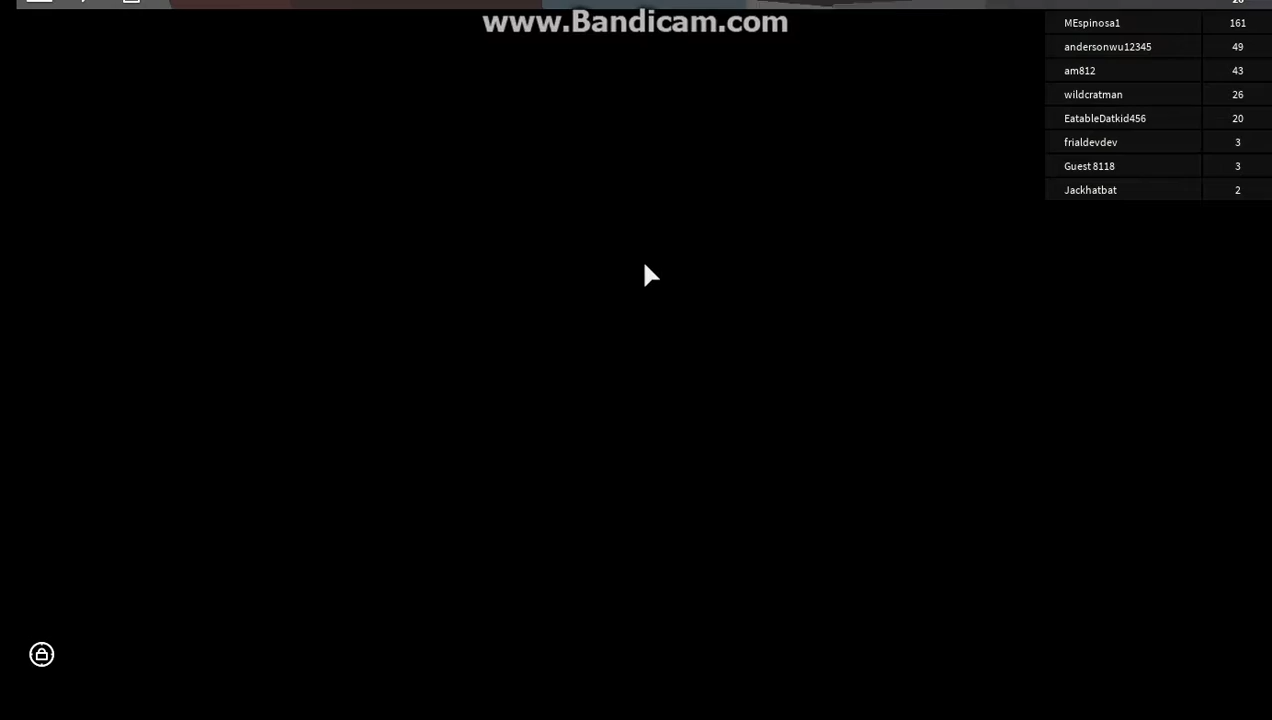 www.Bandicam.com
MEspinosa1 161
andersonwu12345 49
am812 43
wildcratman 26
EatableDatkid456 20
frialdevdev 3
Guest 8118 3
Jackhatbat 2